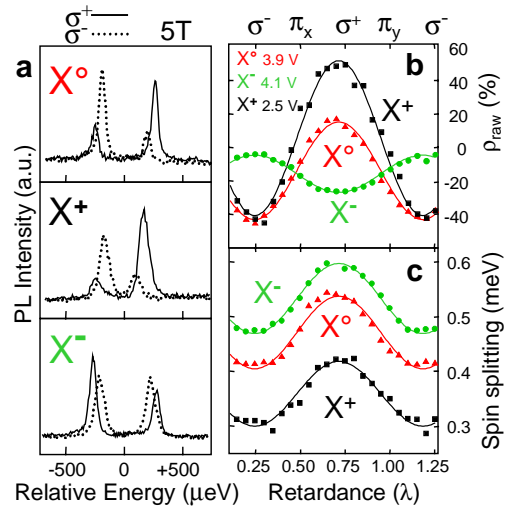 σ+
σ-
5T
a
X°
X+
X-
PL Intensity (a.u.)
-500
0
+500
Relative Energy (μeV)
σ-
πx
σ+
πy
σ-
X° 3.9 V
X- 4.1 V
X+ 2.5 V
b
X+
X°
X-
60
40
20
0
-20
-40
ρraw (%)
c
X-
X°
X+
0.6
0.5
0.4
0.3
Spin splitting (meV)
0.25
0.50
0.75
1.00
1.25
Retardance (λ)